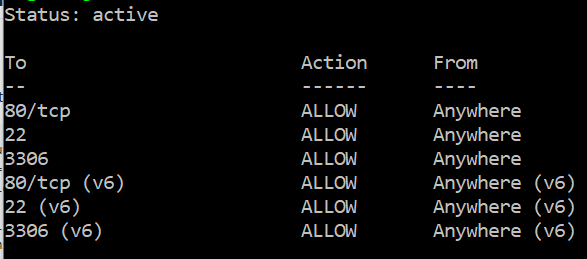 Status: active
To Action From
-- ------ ----
80/tcp ALLOW Anywhere
22 ALLOW Anywhere
3306 ALLOW Anywhere
80/tcp (v6) ALLOW Anywhere (v6)
22 (v6) ALLOW Anywhere (v6)
3306 (v6) ALLOW Anywhere (v6)